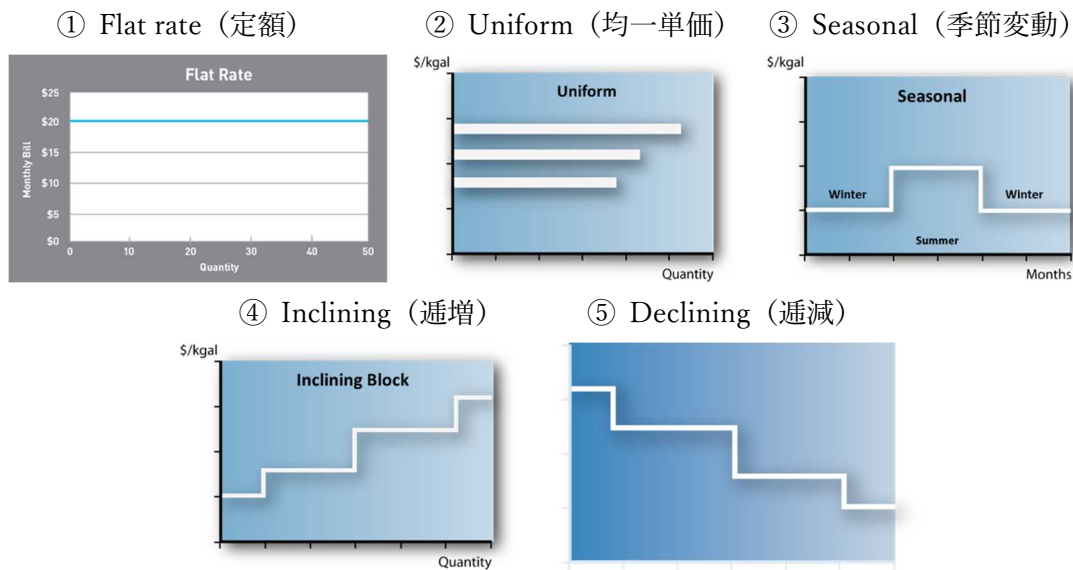 ① Flat rate（定額）
② Uniform（均一単価）
③ Seasonal（季節変動）
Flat Rate
$25
$20
$15
$10
$5
$0
Monthly Bill
0 10 20 30 40 50
Quantity
$/kgal
Uniform
Quantity
$/kgal
Seasonal
Winter
Winter
Summer
Months
④ Inclining（逓増）
⑤ Declining（逓減）
$/kgal
Inclining Block
Quantity